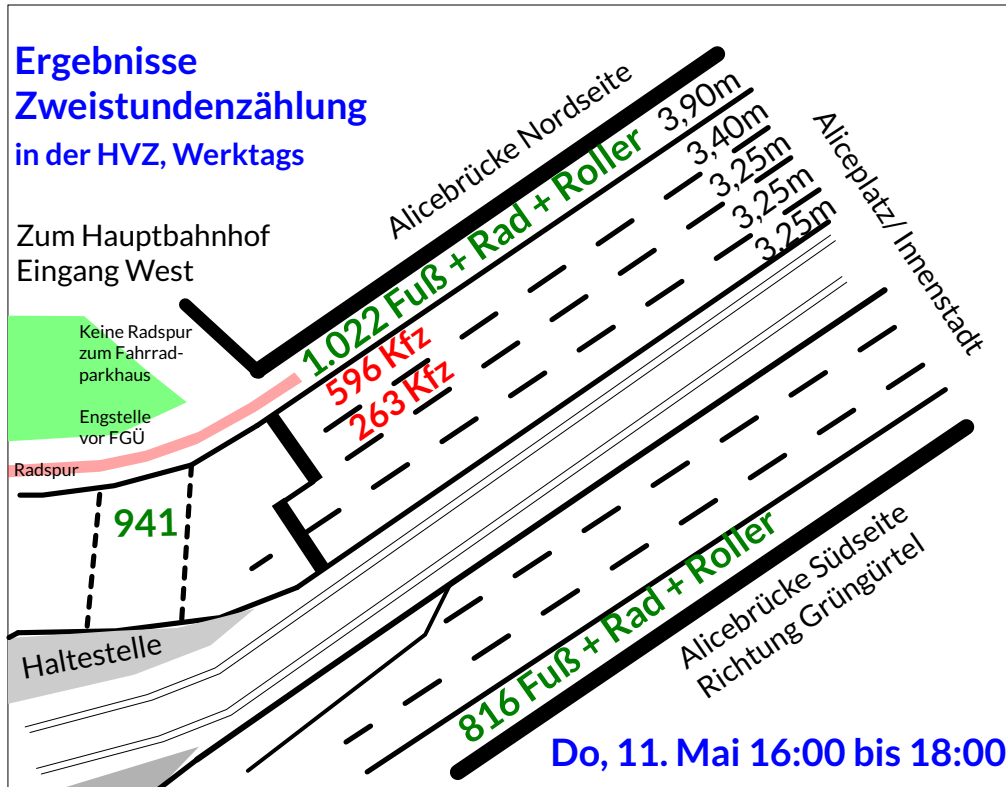 Ergebnisse
Zweistundenzählung
in der HVZ, Werktags
Zum Hauptbahnhof
Eingang West
Keine Radspur
zum Fahrrad-
parkhaus
Engstelle
vor FGÜ
Radspur
941
Haltestelle
Alicebrücke Nordseite
1.022 Fuß + Rad + Roller
3,90m
3,40m
3,25m
3,25m
3,25m
596 Kfz
263 Kfz
Aliceplatz/ Innenstadt
816 Fuß + Rad + Roller
Alicebrücke Südseite
Richtung Grüngürtel
Do, 11. Mai 16:00 bis 18:00